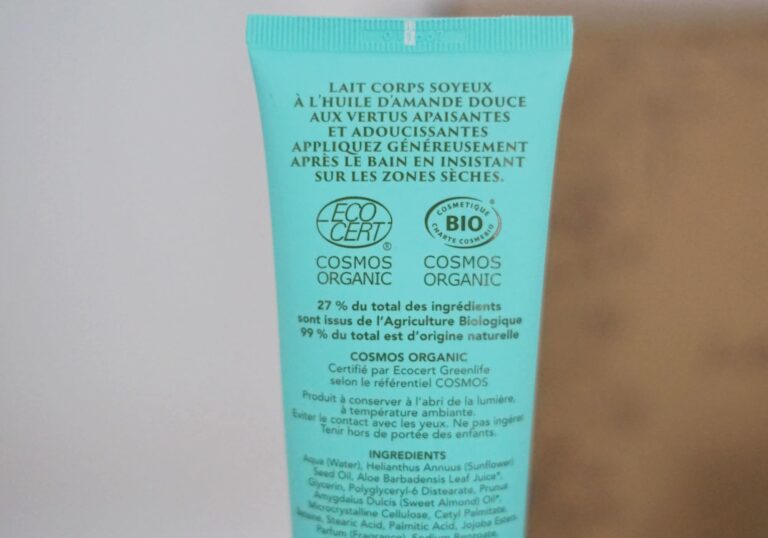 LAIT CORPS SOYEUX
À L'HUILE D'AMANDE DOUCE
AUX VERTUS APAISANTES
ET ADOUCISSANTES
APPLIQUEZ GÉNÉREUSEMENT
APRÈS LE BAIN EN INSISTANT
SUR LES ZONES SÈCHES.
ECO CERT ®
COSMOS ORGANIC
COSMETIQUE ®
BIO
CHARTE COSMEBIO
COSMOS ORGANIC
27 % du total des ingrédients
sont issus de l'Agriculture Biologique
99 % du total est d'origine naturelle
COSMOS ORGANIC
Certifié par Ecocert Greenlife
selon le référentiel COSMOS
Produit à conserver à l'abri de la lumière,
à température ambiante.
Eviter le contact avec les yeux. Ne pas ingérer.
Tenir hors de portée des enfants.
INGREDIENTS
Aqua (Water), Helianthus Annuus (Sunflower)
Seed Oil, Aloe Barbadensis Leaf Juice*,
Glycerin, Polyglyceryl-6 Distearate, Prunus
Amygdalus Dulcis (Sweet Almond) Oil*,
Microcrystalline Cellulose, Cetyl Palmitate,
Stearic Acid, Palmitic Acid, Jojoba Esters,
Parfum (Fragrance), Sodium Benzoate,